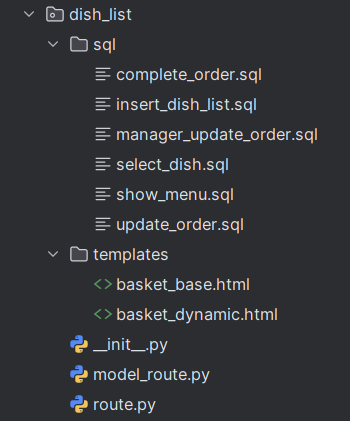 dish_list
sql
complete_order.sql
insert_dish_list.sql
manager_update_order.sql
select_dish.sql
show_menu.sql
update_order.sql
templates
basket_base.html
basket_dynamic.html
__init__.py
model_route.py
route.py